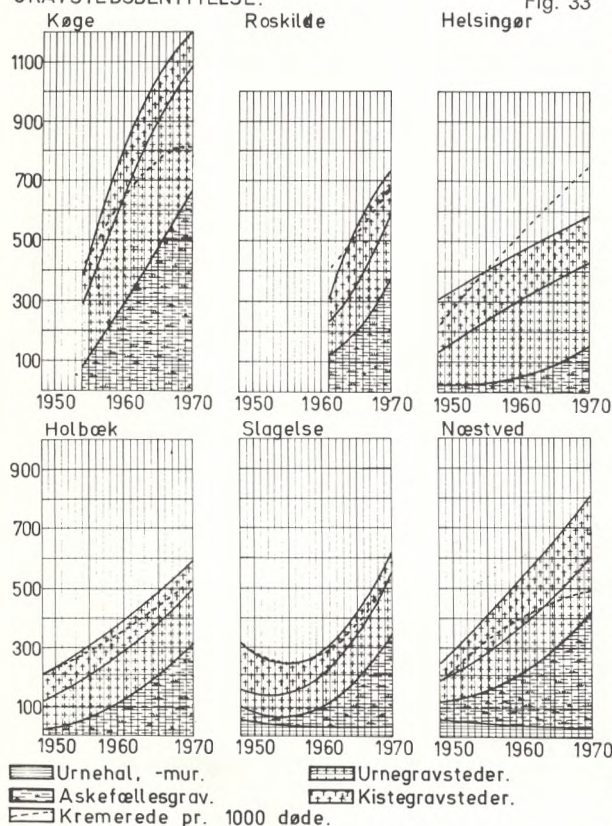 GRAVSTEDSBENYTTELSE.
Fig. 33
Køge
Roskilde
Helsingør
1100
900
700
500
300
100
1950 1960 1970
1950 1960 1970
1950 1960 1970
Holbæk
Slagelse
Næstved
900
700
500
300
100
1950 1960 1970
1950 1960 1970
1950 1960 1970
Urnehal, -mur.
Urnegravsteder.
Askefællesgrav.
Kistegravsteder.
Kremerede pr. 1000 døde.